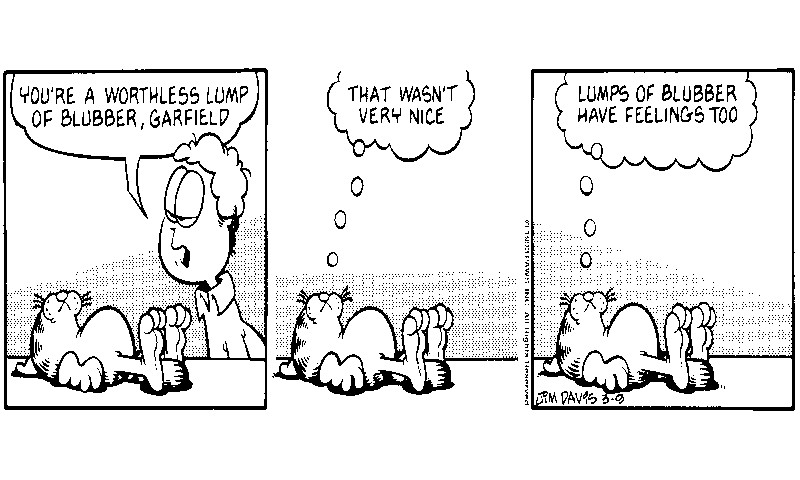 YOU'RE A WORTHLESS LUMP
OF BLUBBER, GARFIELD
THAT WASN'T
VERY NICE
LUMPS OF BLUBBER
HAVE FEELINGS TOO
JIM DAVIS